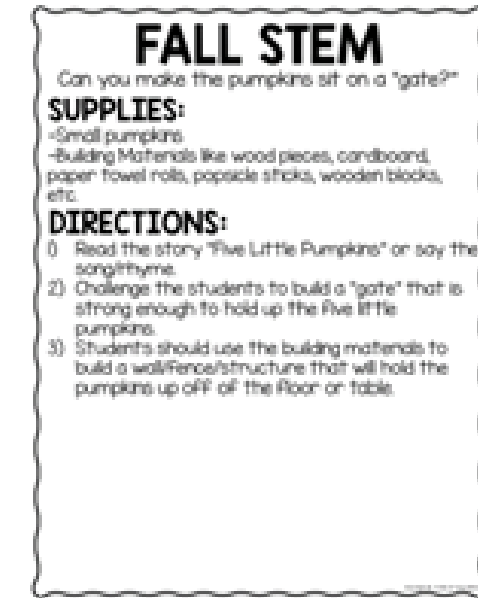 FALL STEM
Can you make the pumpkins sit on a "gate?"
SUPPLIES:
-Small pumpkins
-Building Materials like wood pieces, cardboard,
paper towel rolls, popsicle sticks, wooden blocks,
etc.
DIRECTIONS:
1) Read the story "Five Little Pumpkins" or say the
song/rhyme.
2) Challenge the students to build a "gate" that is
strong enough to hold up the five little
pumpkins.
3) Students should use the building materials to
build a wall/fence/structure that will hold the
pumpkins up off of the floor or table.